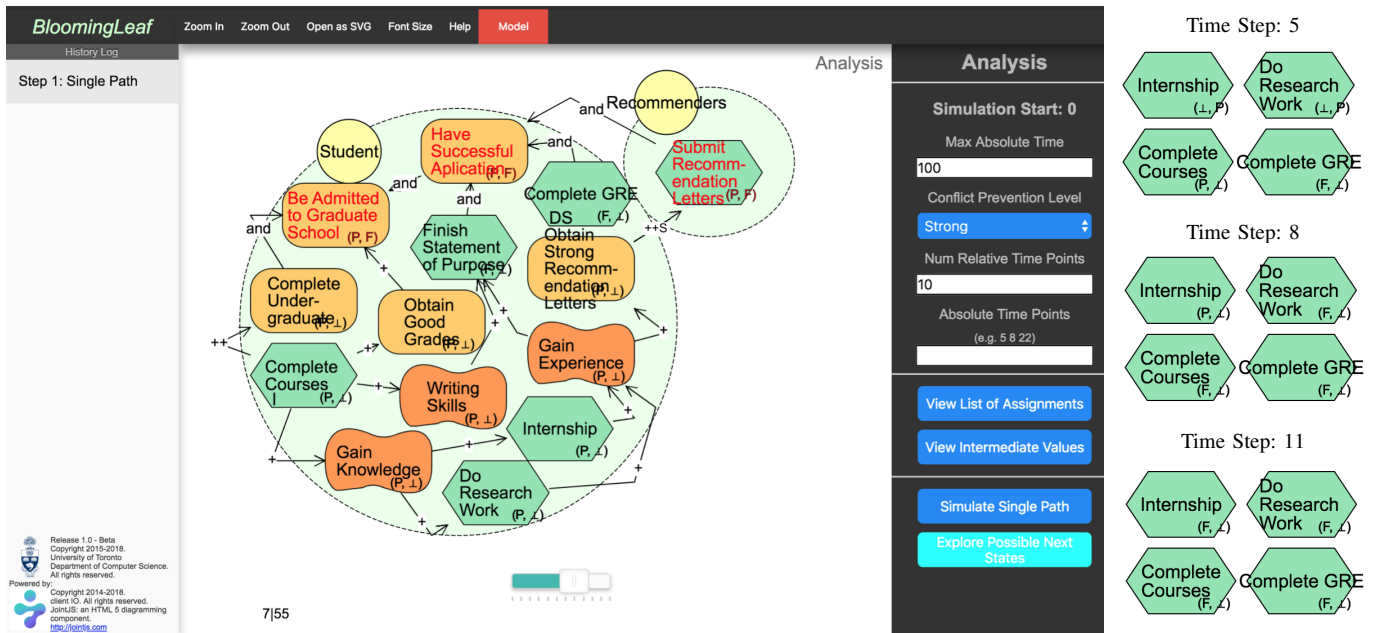 BloomingLeaf
Zoom In
Zoom Out
Open as SVG
Font Size
Help
Model
History Log
Step 1: Single Path
Release 1.0 - Beta
Copyright 2015-2018.
University of Toronto
Department of Computer Science.
All rights reserved.
Powered by:
Copyright 2014-2018.
client IO. All rights reserved.
JointJS: an HTML 5 diagramming
component.
http://jointjs.com
Analysis
Recommenders
and
Submit
Recomm-
endation
Letters
(P, F)
Have
Successful
Aplication
(P, F)
and
Student
and
Be Admitted
to Graduate
School
(P, F)
and
and
Complete GRE
(F, ⊥)
DS
++S
Finish
Statement
of Purpose
(F, ⊥)
Obtain
Strong
Recomm-
endation
Letters
(P, ⊥)
+
Complete
Under-
graduate
(F, ⊥)
Obtain
Good
Grades
(F, ⊥)
+
++
+
Gain
Experience
(P, ⊥)
+
Complete
Courses
(P, ⊥)
+
Writing
Skills
(P, ⊥)
+
Internship
(P, ⊥)
+
+
Gain
Knowledge
(P, ⊥)
+
Do
Research
Work
(P, ⊥)
+
7|55
Analysis
Simulation Start: 0
Max Absolute Time
100
Conflict Prevention Level
Strong
Num Relative Time Points
10
Absolute Time Points
(e.g. 5 8 22)
View List of Assignments
View Intermediate Values
Simulate Single Path
Explore Possible Next
States
Time Step: 5
Internship
(⊥, P)
Do
Research
Work
(⊥, P)
Complete
Courses
(P, ⊥)
Complete GRE
(F, ⊥)
Time Step: 8
Internship
(P, ⊥)
Do
Research
Work
(F, ⊥)
Complete
Courses
(F, ⊥)
Complete GRE
(F, ⊥)
Time Step: 11
Internship
(F, ⊥)
Do
Research
Work
(F, ⊥)
Complete
Courses
(F, ⊥)
Complete GRE
(F, ⊥)